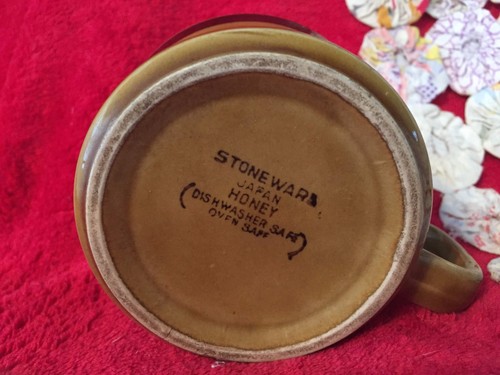 STONEWARE
JAPAN
HONEY
(DISHWASHER SAFE
OVEN SAFE)